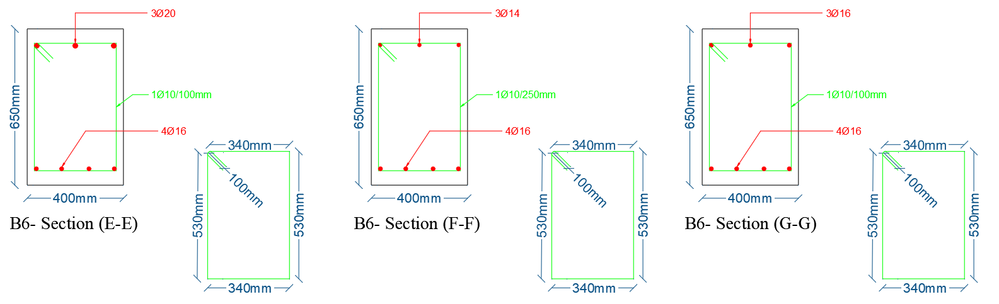 3Ø20
650mm
1Ø10/100mm
4Ø16
400mm
B6- Section (E-E)
340mm
100mm
530mm
530mm
340mm
3Ø14
650mm
1Ø10/250mm
4Ø16
400mm
B6- Section (F-F)
340mm
100mm
530mm
530mm
340mm
3Ø16
650mm
1Ø10/100mm
4Ø16
400mm
B6- Section (G-G)
340mm
100mm
530mm
530mm
340mm